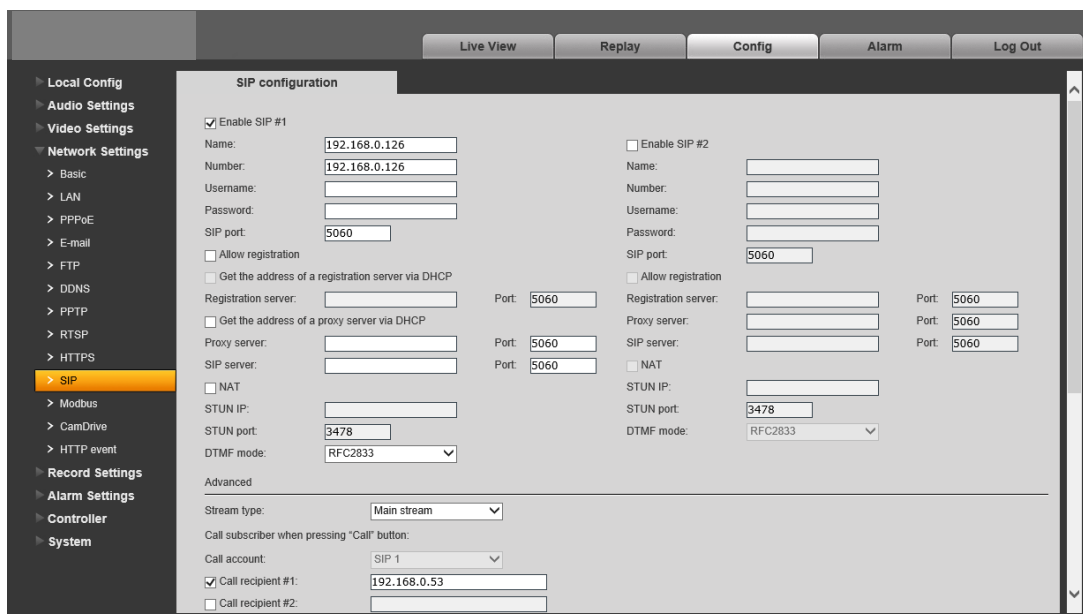 Live View Replay Config Alarm Log Out
Local Config
Audio Settings
Video Settings
Network Settings
Basic
LAN
PPPoE
E-mail
FTP
DDNS
PPTP
RTSP
HTTPS
SIP
Modbus
CamDrive
HTTP event
Record Settings
Alarm Settings
Controller
System
SIP configuration
Enable SIP #1
Name: 192.168.0.126
Number: 192.168.0.126
Username:
Password:
SIP port: 5060
Allow registration
Get the address of a registration server via DHCP
Registration server: Port: 5060
Get the address of a proxy server via DHCP
Proxy server: Port: 5060
SIP server: Port: 5060
NAT
STUN IP:
STUN port: 3478
DTMF mode: RFC2833
Enable SIP #2
Name:
Number:
Username:
Password:
SIP port: 5060
Allow registration
Registration server: Port: 5060
Proxy server: Port: 5060
SIP server: Port: 5060
NAT
STUN IP:
STUN port: 3478
DTMF mode: RFC2833
Advanced
Stream type: Main stream
Call subscriber when pressing "Call" button:
Call account: SIP 1
Call recipient #1: 192.168.0.53
Call recipient #2: